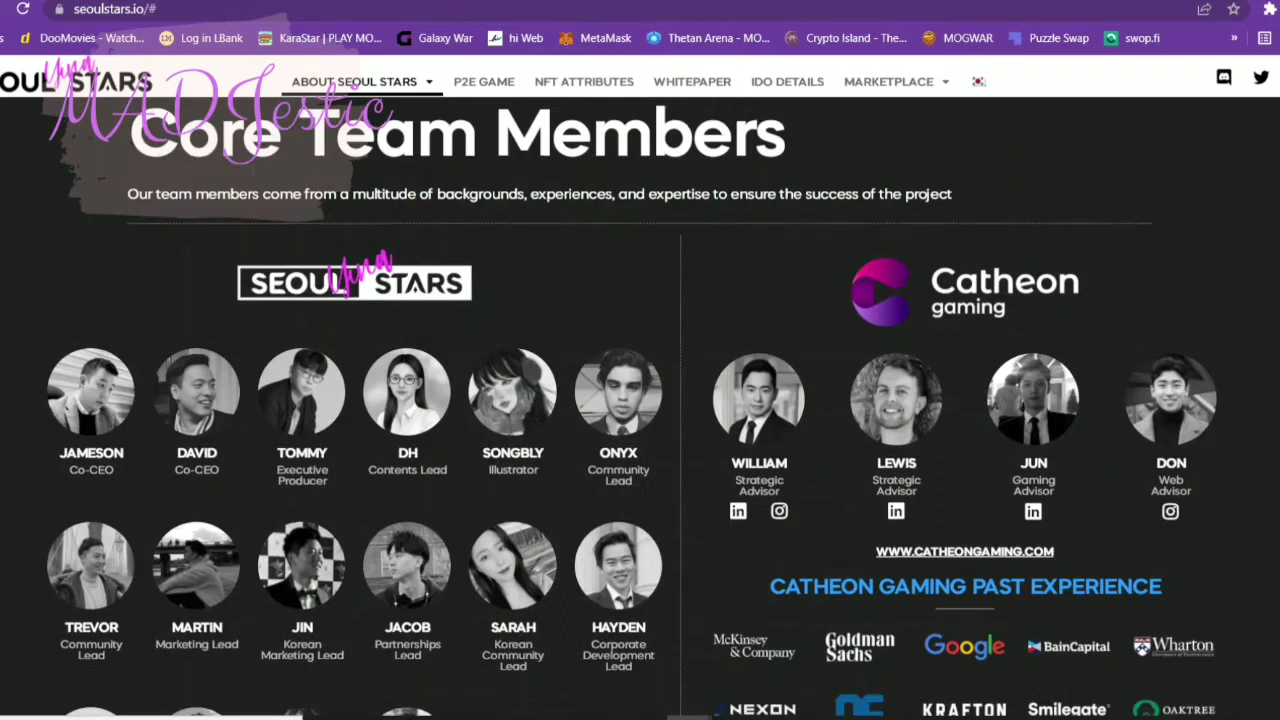 seoulstars.io/#
DooMovies - Watch...
Log in LBank
KaraStar | PLAY MO...
Galaxy War
hi Web
MetaMask
Thetan Arena - MO...
Crypto Island - The...
MOGWAR
Puzzle Swap
swop.fi
»
OUL STARS
Yna
MADJestic
ABOUT SEOUL STARS
P2E GAME
NFT ATTRIBUTES
WHITEPAPER
IDO DETAILS
MARKETPLACE
Core Team Members
Our team members come from a multitude of backgrounds, experiences, and expertise to ensure the success of the project
SEOUL STARS
Yna
Catheon
gaming
JAMESON
Co-CEO
DAVID
Co-CEO
TOMMY
Executive
Producer
DH
Contents Lead
SONGBLY
Illustrator
ONYX
Community
Lead
TREVOR
Community
Lead
MARTIN
Marketing Lead
JIN
Korean
Marketing Lead
JACOB
Partnerships
Lead
SARAH
Korean
Community
Lead
HAYDEN
Corporate
Development
Lead
WILLIAM
Strategic
Advisor
LEWIS
Strategic
Advisor
JUN
Gaming
Advisor
DON
Web
Advisor
WWW.CATHEONGAMING.COM
CATHEON GAMING PAST EXPERIENCE
McKinsey
& Company
Goldman
Sachs
Google
BainCapital
Wharton
NEXON
KRAFTON
Smilegate
OAKTREE